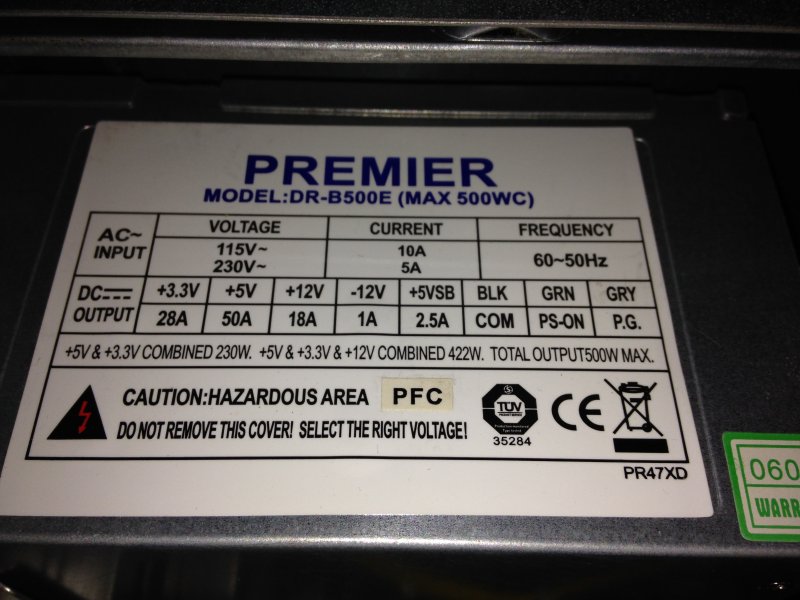 PREMIER
MODEL:DR-B500E (MAX 500WC)
AC~ INPUT
VOLTAGE CURRENT FREQUENCY
115V~ 10A 60~50Hz
230V~ 5A
DC OUTPUT
+3.3V +5V +12V -12V +5VSB BLK GRN GRY
28A 50A 18A 1A 2.5A COM PS-ON P.G.
+5V & +3.3V COMBINED 230W. +5V & +3.3V & +12V COMBINED 422W. TOTAL OUTPUT500W MAX.
CAUTION:HAZARDOUS AREA PFC
DO NOT REMOVE THIS COVER! SELECT THE RIGHT VOLTAGE!
TÜV
35284
CE
PR47XD
060
WARR